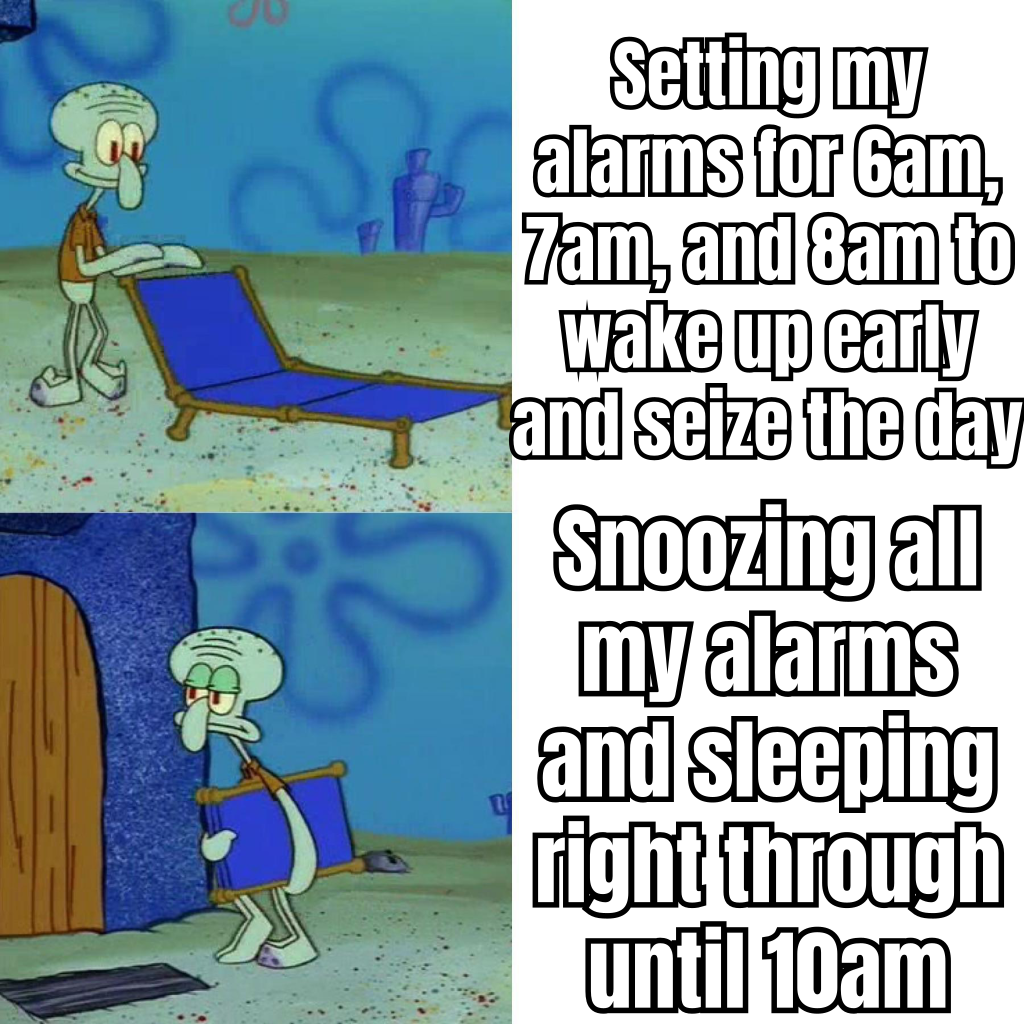 Setting my
alarms for 6am,
7am, and 8am to
wake up early
and seize the day
Snoozing all
my alarms
and sleeping
right through
until 10am